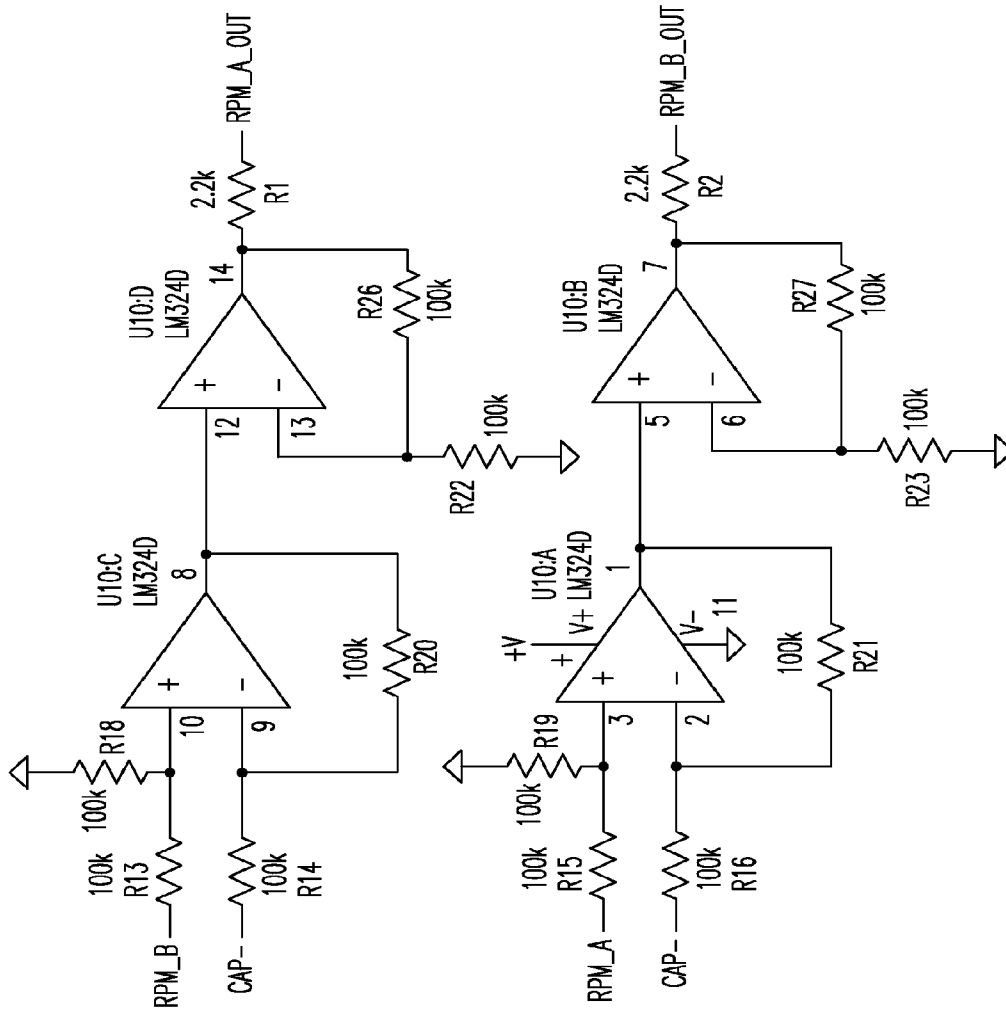 RPM_B
100k
R13
100k
R18
CAP-
100k
R14
10
9
+
-
U10:C
LM324D
8
100k
R20
12
13
+
-
U10:D
LM324D
14
R26
100k
R22
100k
2.2k
R1
RPM_A_OUT
RPM_A
100k
R15
100k
R19
CAP-
100k
R16
3
2
+
-
+V
+
V+
V-
11
U10:A
LM324D
1
100k
R21
5
6
+
-
U10:B
LM324D
7
R27
100k
R23
100k
2.2k
R2
RPM_B_OUT